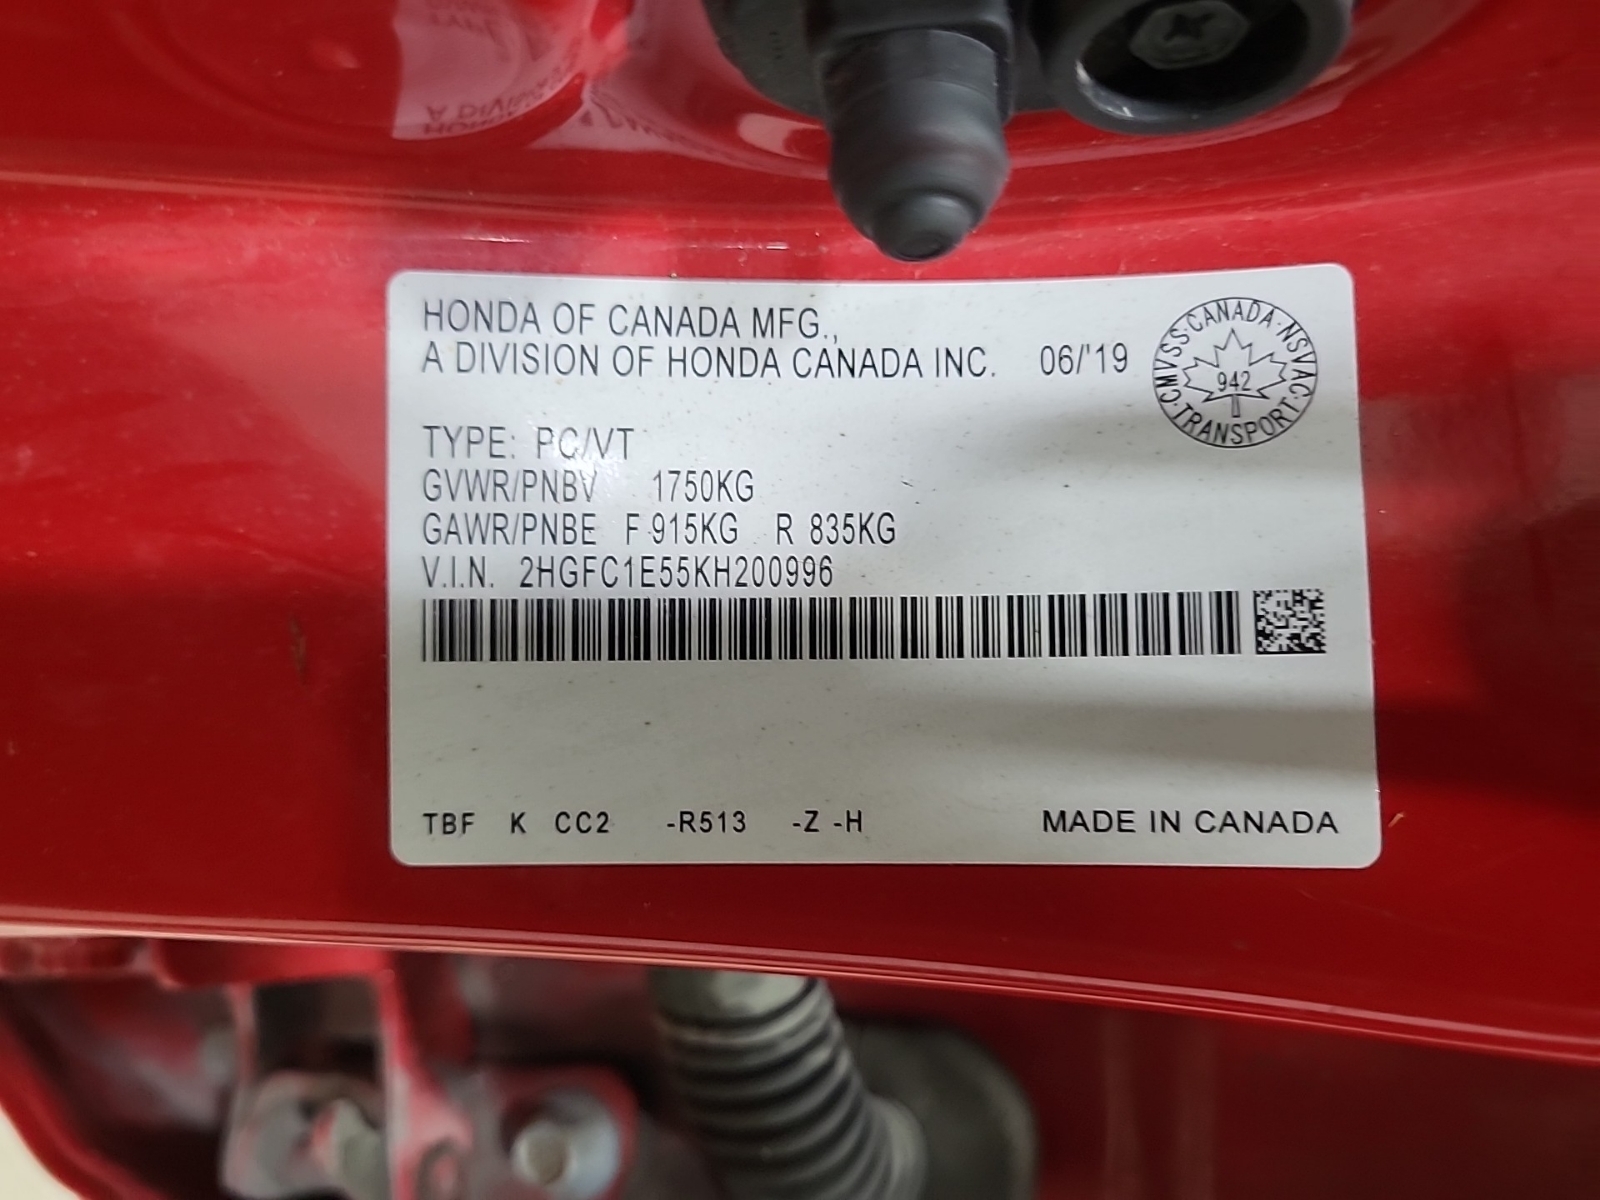 HONDA OF CANADA MFG.,
A DIVISION OF HONDA CANADA INC. 06/'19
CANADA · NSVAC · TRANSPORT · CMVSS ·
942
TYPE: PC/VT
GVWR/PNBV 1750KG
GAWR/PNBE F 915KG R 835KG
V.I.N. 2HGFC1E55KH200996
TBF K CC2 -R513 -Z -H MADE IN CANADA